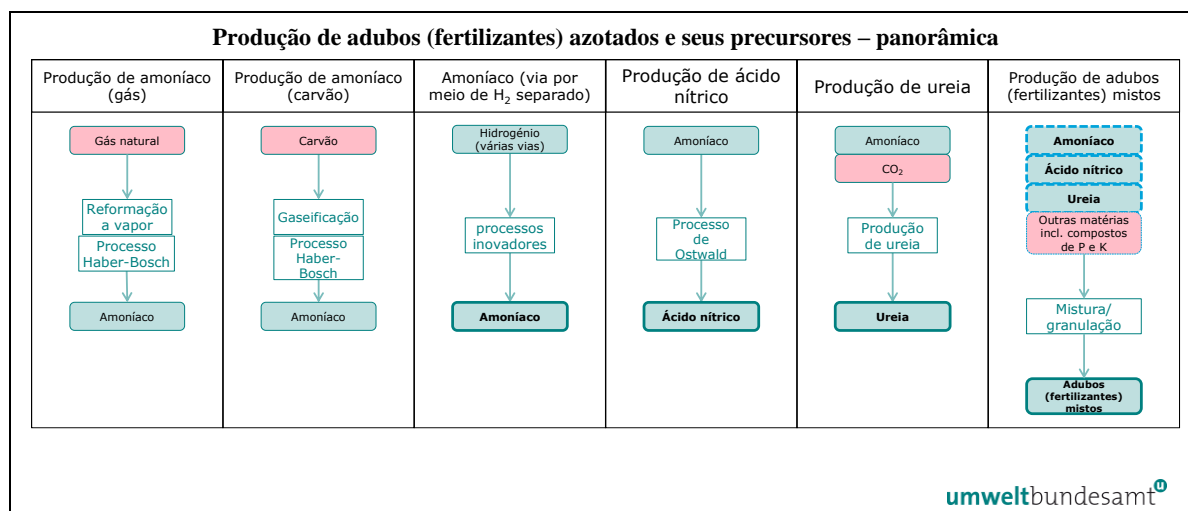 Produção de adubos (fertilizantes) azotados e seus precursores – panorâmica
Produção de amoníaco
(gás)
Gás natural
Reformação
a vapor
Processo
Haber-Bosch
Amoníaco
Produção de amoníaco
(carvão)
Carvão
Gaseificação
Processo
Haber-
Bosch
Amoníaco
Amoníaco (via por
meio de H₂ separado)
Hidrogénio
(várias vias)
processos
inovadores
Amoníaco
Produção de ácido
nítrico
Amoníaco
Processo
de
Ostwald
Ácido nítrico
Produção de ureia
Amoníaco
CO₂
Produção
de ureia
Ureia
Produção de adubos
(fertilizantes) mistos
Amoníaco
Ácido nítrico
Ureia
Outras matérias
incl. compostos
de P e K
Mistura/
granulação
Adubos
(fertilizantes)
mistos
umweltbundesamt